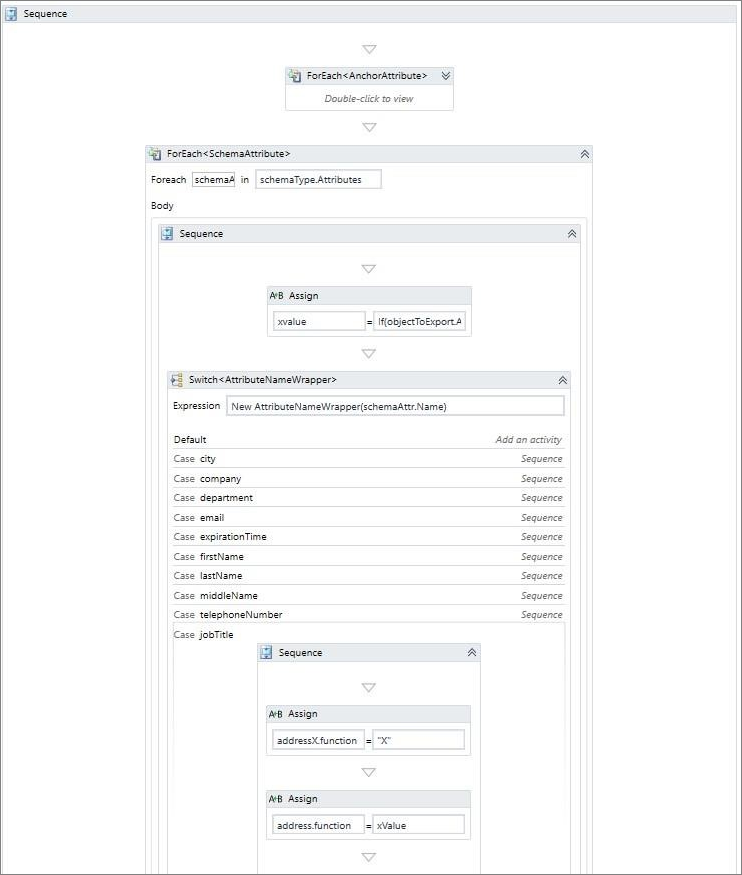 Sequence
ForEach<AnchorAttribute>
Double-click to view
ForEach<SchemaAttribute>
Foreach schemaA in schemaType.Attributes
Body
Sequence
A+B Assign
xvalue = If(objectToExport.A
Switch<AttributeNameWrapper>
Expression New AttributeNameWrapper(schemaAttr.Name)
Default Add an activity
Case city Sequence
Case company Sequence
Case department Sequence
Case email Sequence
Case expirationTime Sequence
Case firstName Sequence
Case lastName Sequence
Case middleName Sequence
Case telephoneNumber Sequence
Case jobTitle
Sequence
A+B Assign
addressX.function = "X"
A+B Assign
address.function = xValue